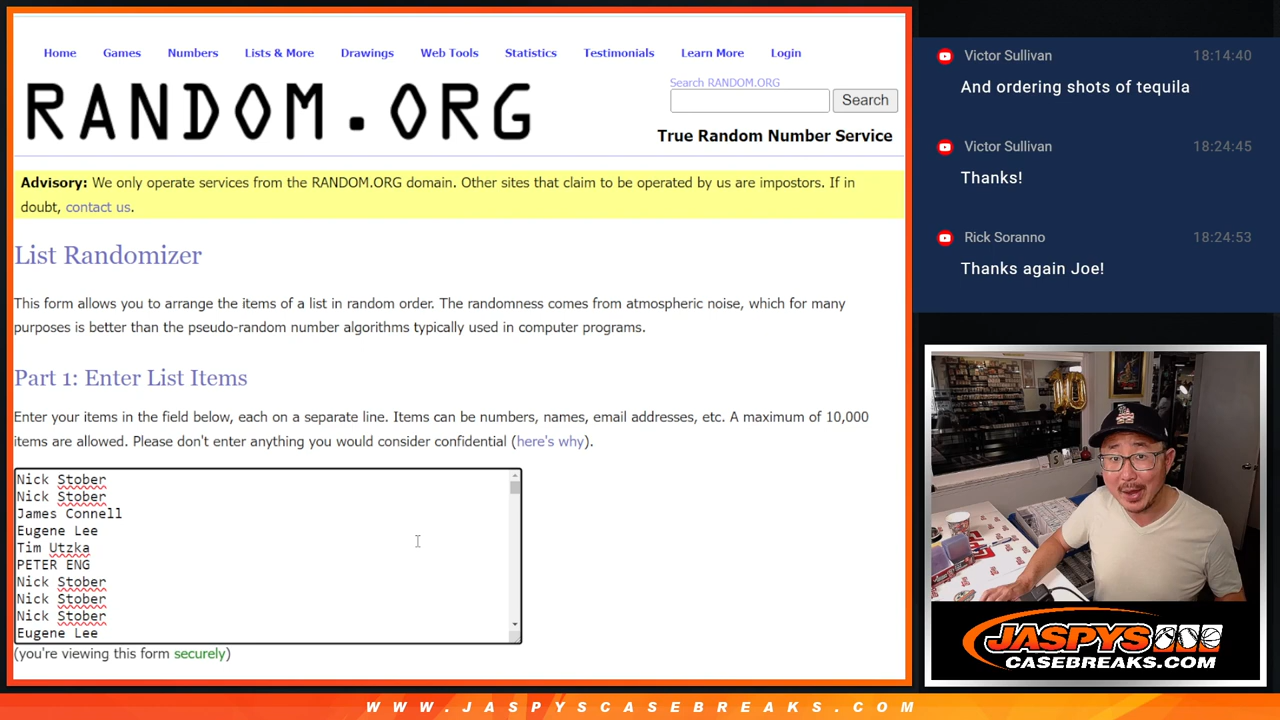 Home Games Numbers Lists & More Drawings Web Tools Statistics Testimonials Learn More Login
RANDOM.ORG
Search RANDOM.ORG
Search
True Random Number Service
Advisory: We only operate services from the RANDOM.ORG domain. Other sites that claim to be operated by us are impostors. If in
doubt, contact us.
List Randomizer
This form allows you to arrange the items of a list in random order. The randomness comes from atmospheric noise, which for many
purposes is better than the pseudo-random number algorithms typically used in computer programs.
Part 1: Enter List Items
Enter your items in the field below, each on a separate line. Items can be numbers, names, email addresses, etc. A maximum of 10,000
items are allowed. Please don't enter anything you would consider confidential (here's why).
Nick Stober
Nick Stober
James Connell
Eugene Lee
Tim Utzka
PETER ENG
Nick Stober
Nick Stober
Nick Stober
Eugene Lee
(you're viewing this form securely)
Victor Sullivan 18:14:40
And ordering shots of tequila
Victor Sullivan 18:24:45
Thanks!
Rick Soranno 18:24:53
Thanks again Joe!
10
LA
JASPYS
CASEBREAKS.COM
WWW.JASPYSCASEBREAKS.COM